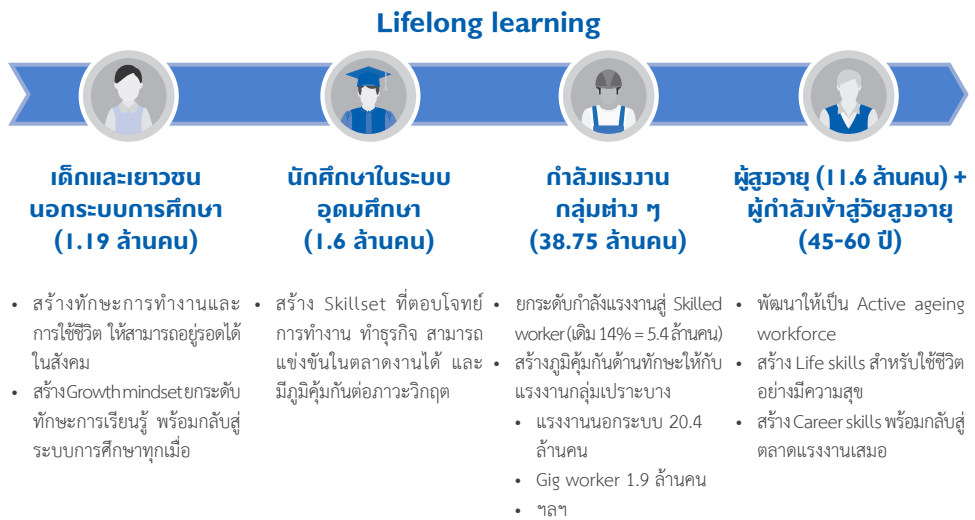 Lifelong learning
เด็กและเยาวชน
นอกระบบการศึกษา
(1.19 ล้านคน)
• สร้างทักษะการทำงานและ
การใช้ชีวิต ให้สามารถอยู่รอดได้
ในสังคม
• สร้าง Growth mindset ยกระดับ
ทักษะการเรียนรู้ พร้อมกลับสู่
ระบบการศึกษาทุกเมื่อ
นักศึกษาในระบบ
อุดมศึกษา
(1.6 ล้านคน)
• สร้าง Skillset ที่ตอบโจทย์
การทำงาน ทำธุรกิจ สามารถ
แข่งขันในตลาดงานได้ และ
มีภูมิคุ้มกันต่อภาวะวิกฤต
กำลังแรงงาน
กลุ่มต่าง ๆ
(38.75 ล้านคน)
• ยกระดับกำลังแรงงานสู่ Skilled
worker (เดิม 14% = 5.4 ล้านคน)
• สร้างภูมิคุ้มกันด้านทักษะให้กับ
แรงงานกลุ่มเปราะบาง
• แรงงานนอกระบบ 20.4
ล้านคน
• Gig worker 1.9 ล้านคน
• ฯลฯ
ผู้สูงอายุ (11.6 ล้านคน) +
ผู้กำลังเข้าสู่วัยสูงอายุ
(45-60 ปี)
• พัฒนาให้เป็น Active ageing
workforce
• สร้าง Life skills สำหรับใช้ชีวิต
อย่างมีความสุข
• สร้าง Career skills พร้อมกลับสู่
ตลาดแรงงานเสมอ